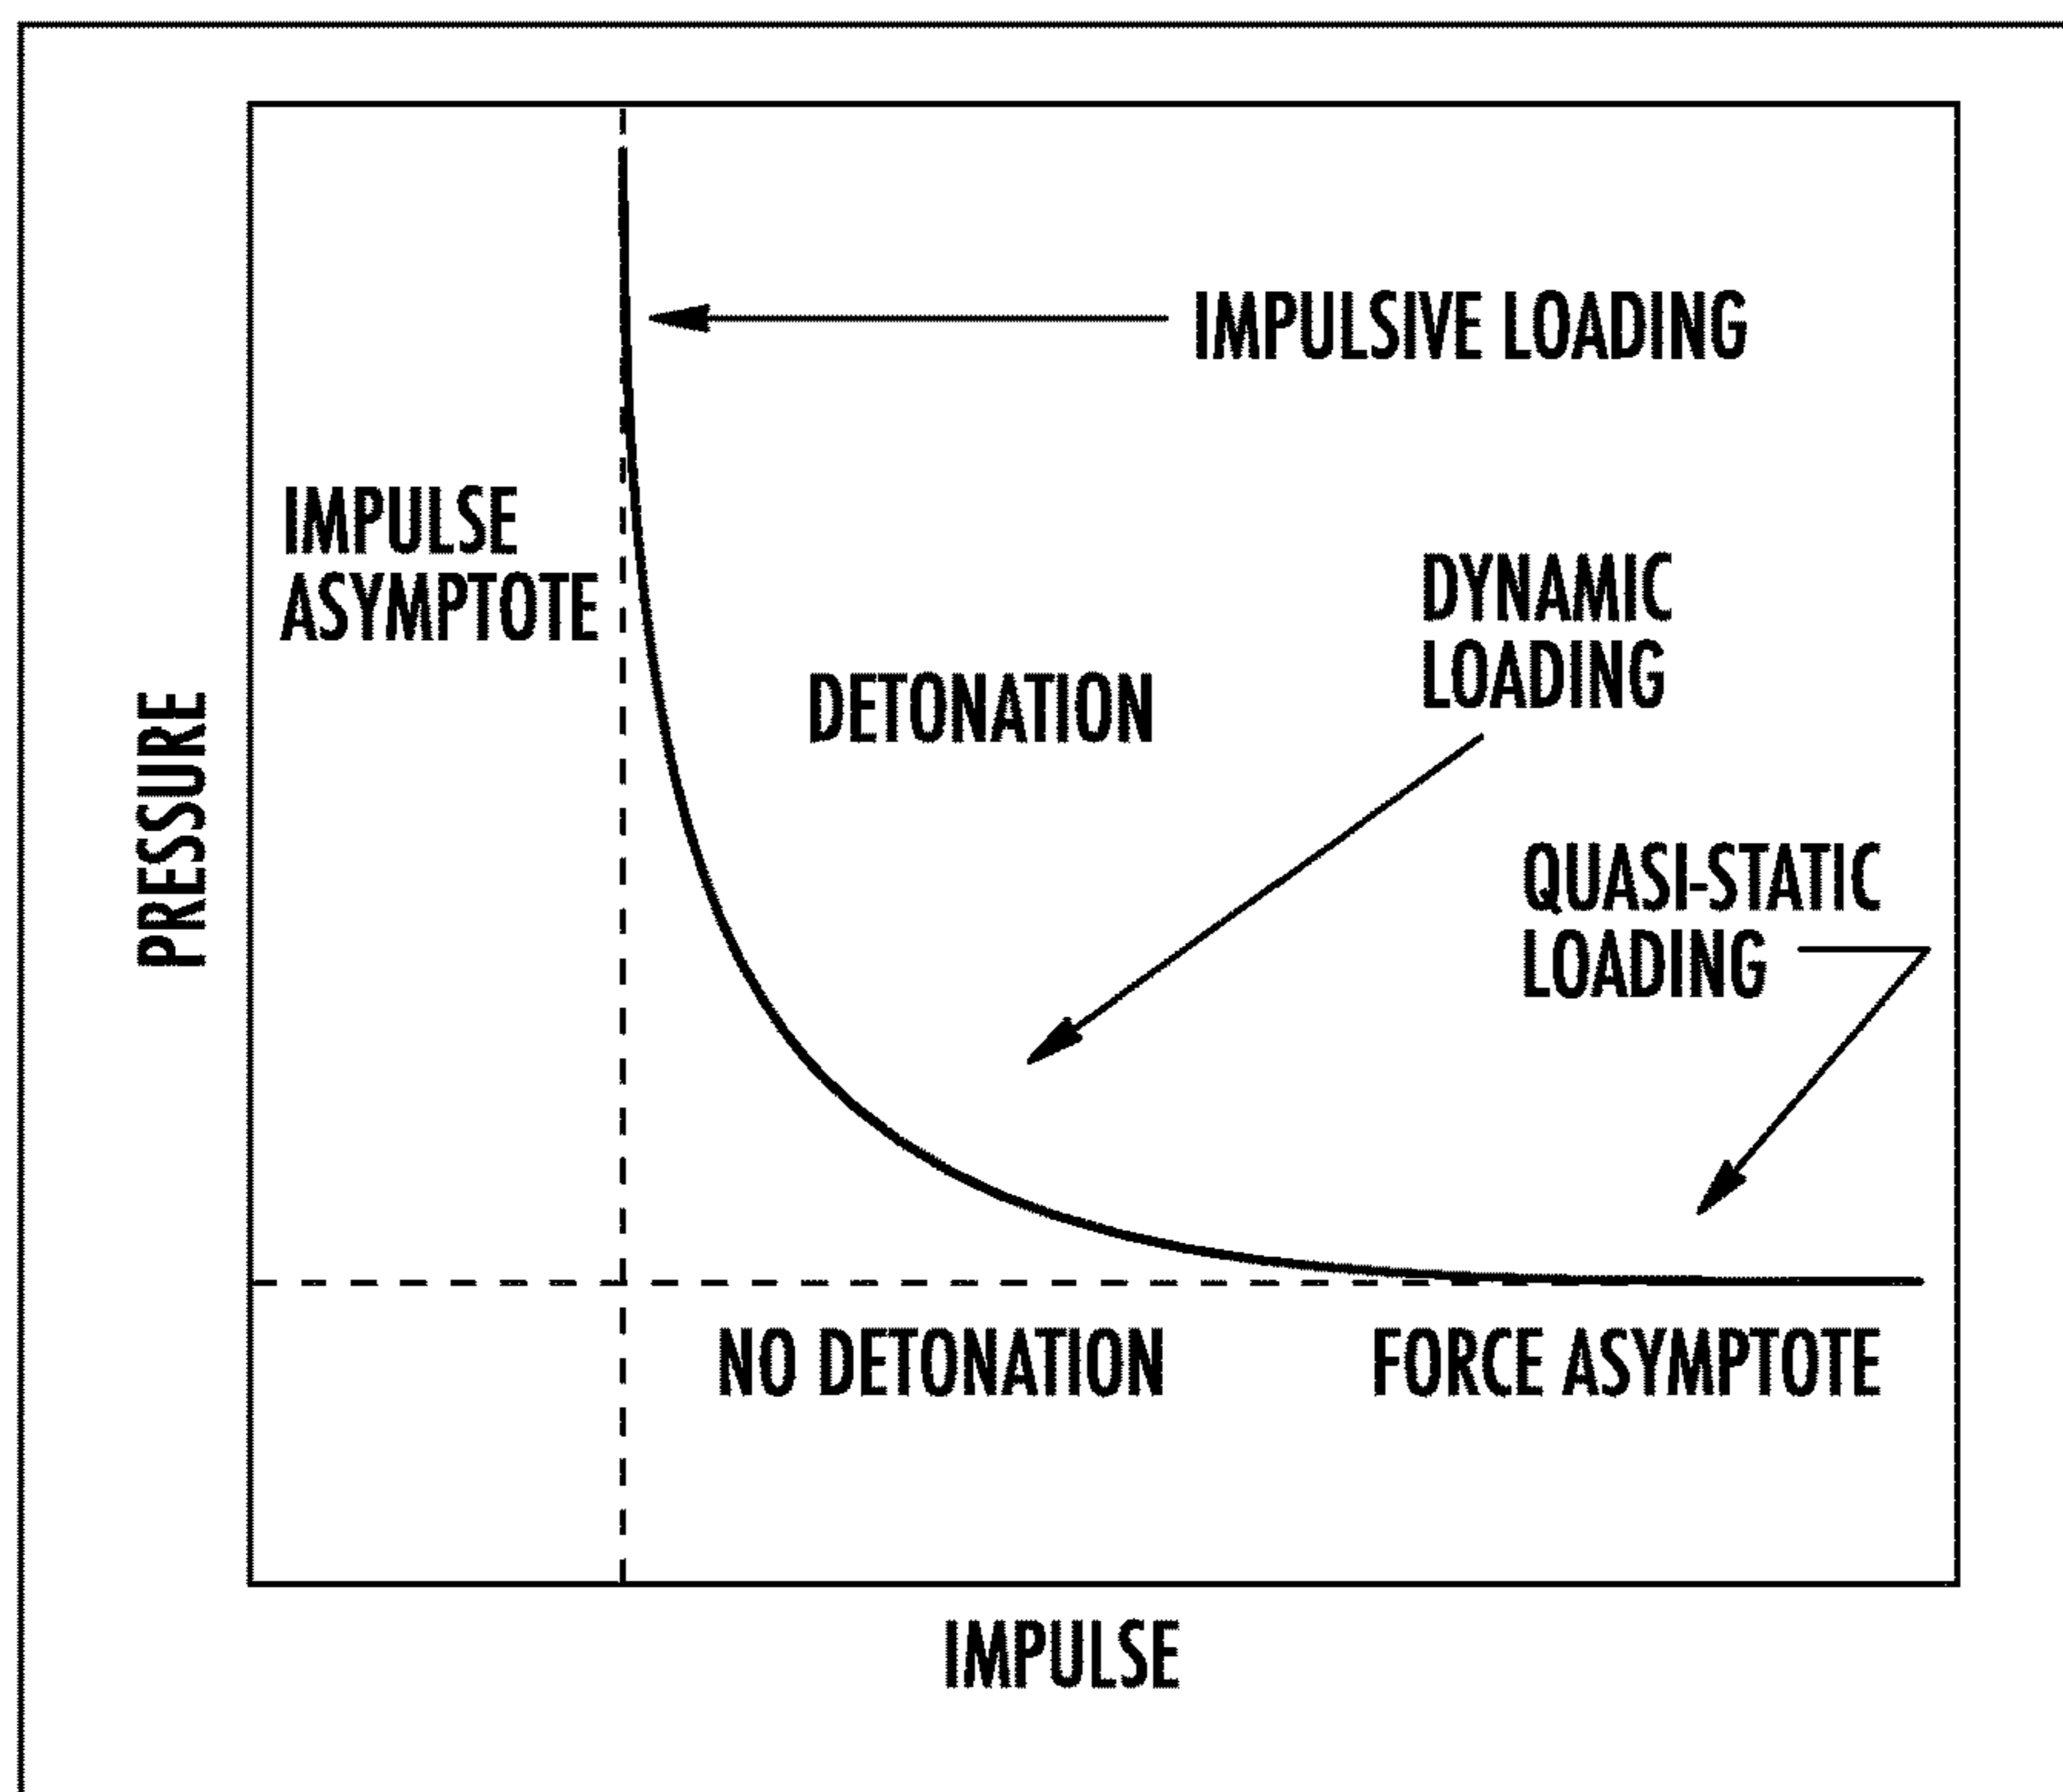 IMPULSIVE LOADING
IMPULSE
ASYMPTOTE
DYNAMIC
LOADING
DETONATION
PRESSURE
QUASI-STATIC
LOADING
NO DETONATION
FORCE ASYMPTOTE
IMPULSE